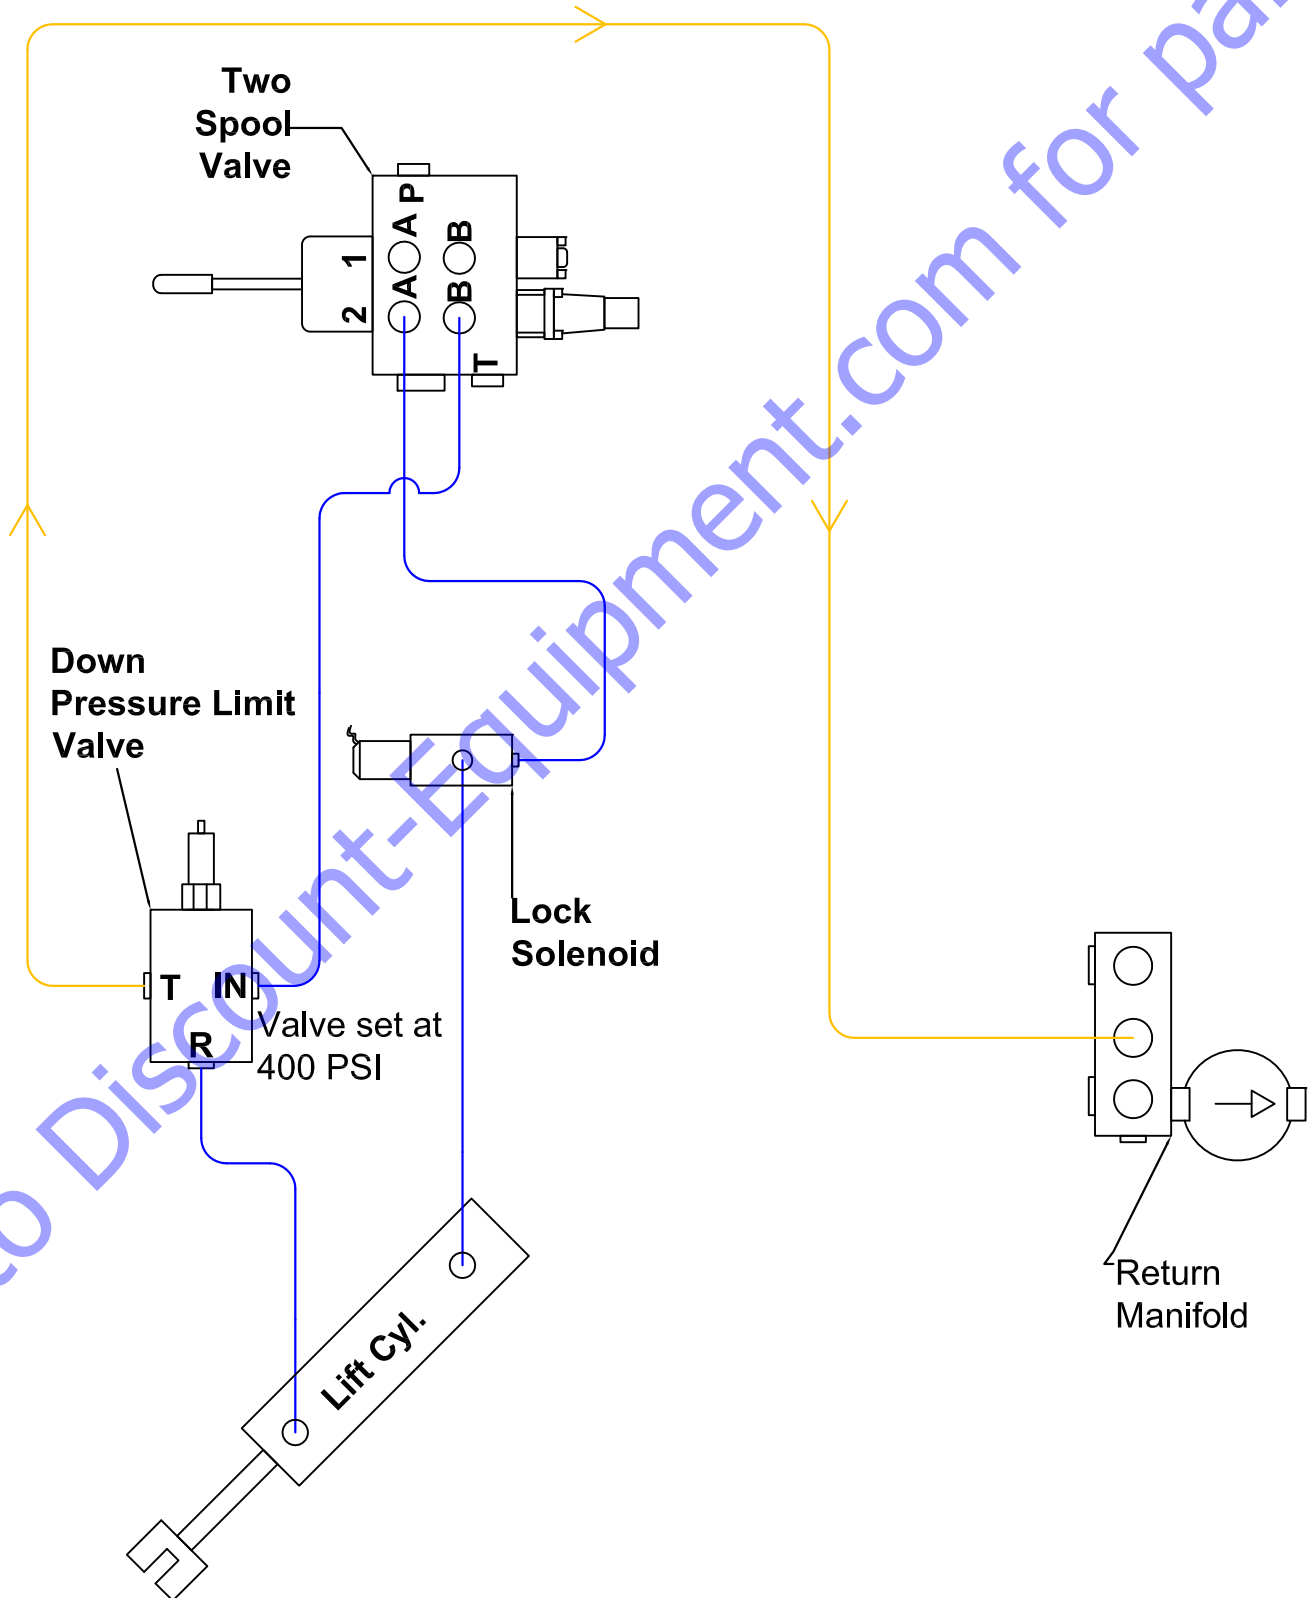 Two
Spool
Valve
P
A
B
1
A
B
2
T
Down
Pressure Limit
Valve
Lock
Solenoid
T
IN
R
Valve set at
400 PSI
Return
Manifold
Lift Cyl.
to Discount-Equipment.com for